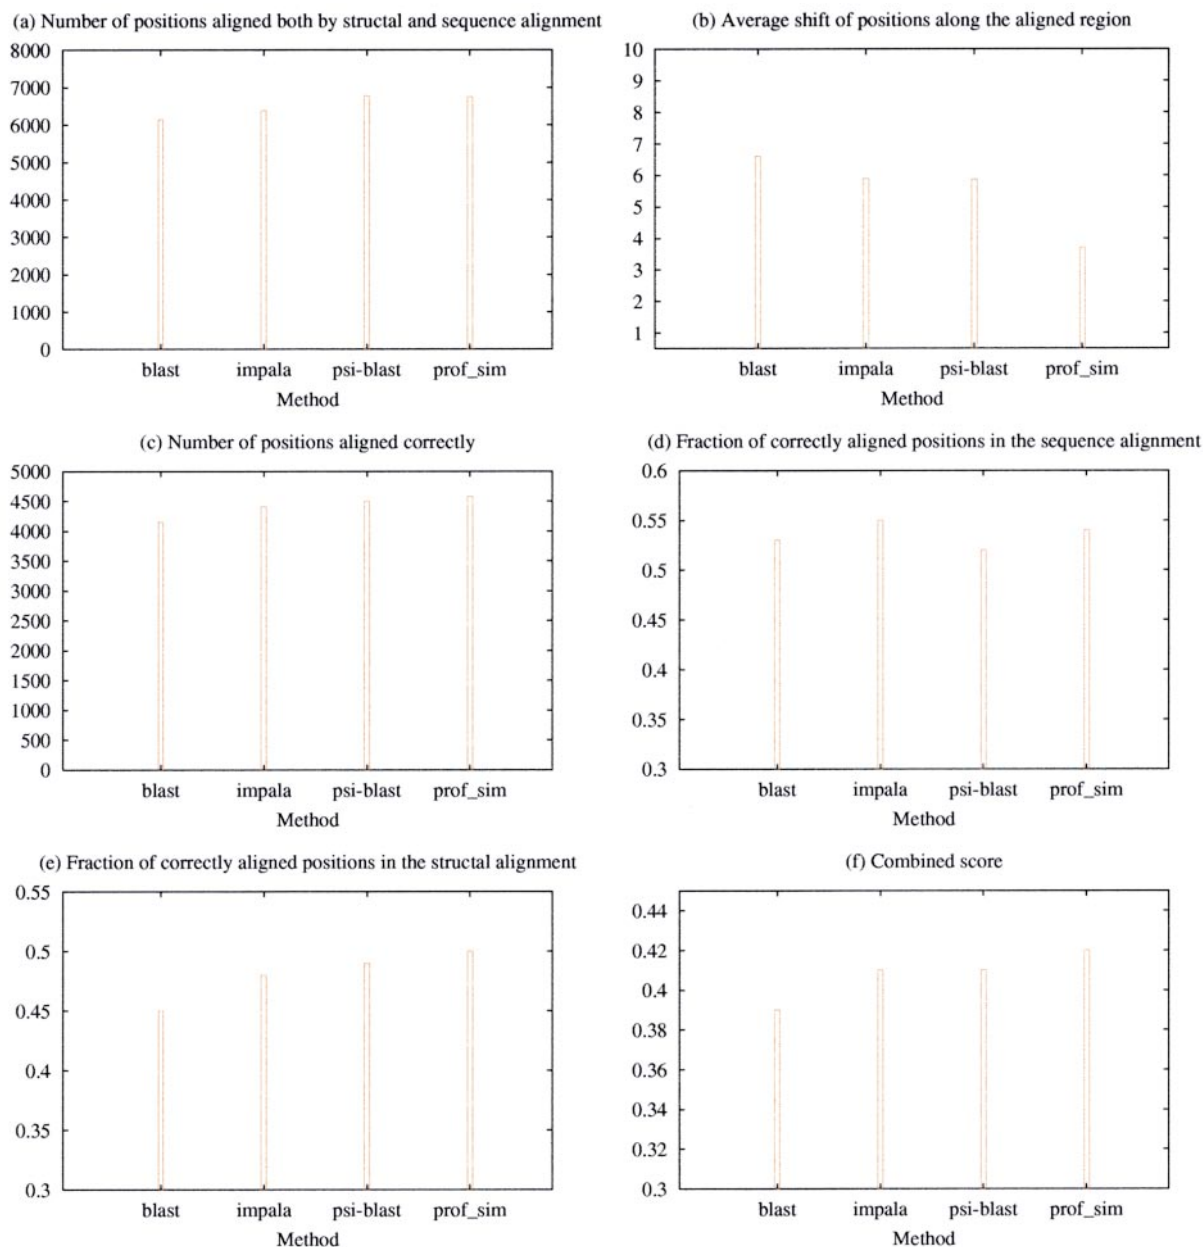 (a) Number of positions aligned both by structal and sequence alignment
8000
7000
6000
5000
4000
3000
2000
1000
0
blast impala psi-blast prof_sim
Method
(b) Average shift of positions along the aligned region
10
9
8
7
6
5
4
3
2
1
blast impala psi-blast prof_sim
Method
(c) Number of positions aligned correctly
5000
4500
4000
3500
3000
2500
2000
1500
1000
500
0
blast impala psi-blast prof_sim
Method
(d) Fraction of correctly aligned positions in the sequence alignment
0.6
0.55
0.5
0.45
0.4
0.35
0.3
blast impala psi-blast prof_sim
Method
(e) Fraction of correctly aligned positions in the structal alignment
0.55
0.5
0.45
0.4
0.35
0.3
blast impala psi-blast prof_sim
Method
(f) Combined score
0.44
0.42
0.4
0.38
0.36
0.34
0.32
0.3
blast impala psi-blast prof_sim
Method